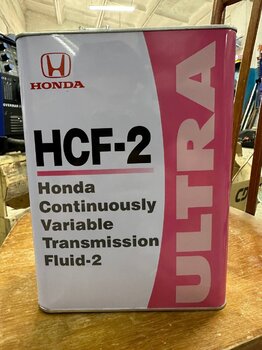 HONDA
HCF-2
Honda
Continuously
Variable
Transmission
Fluid-2
ULTRA